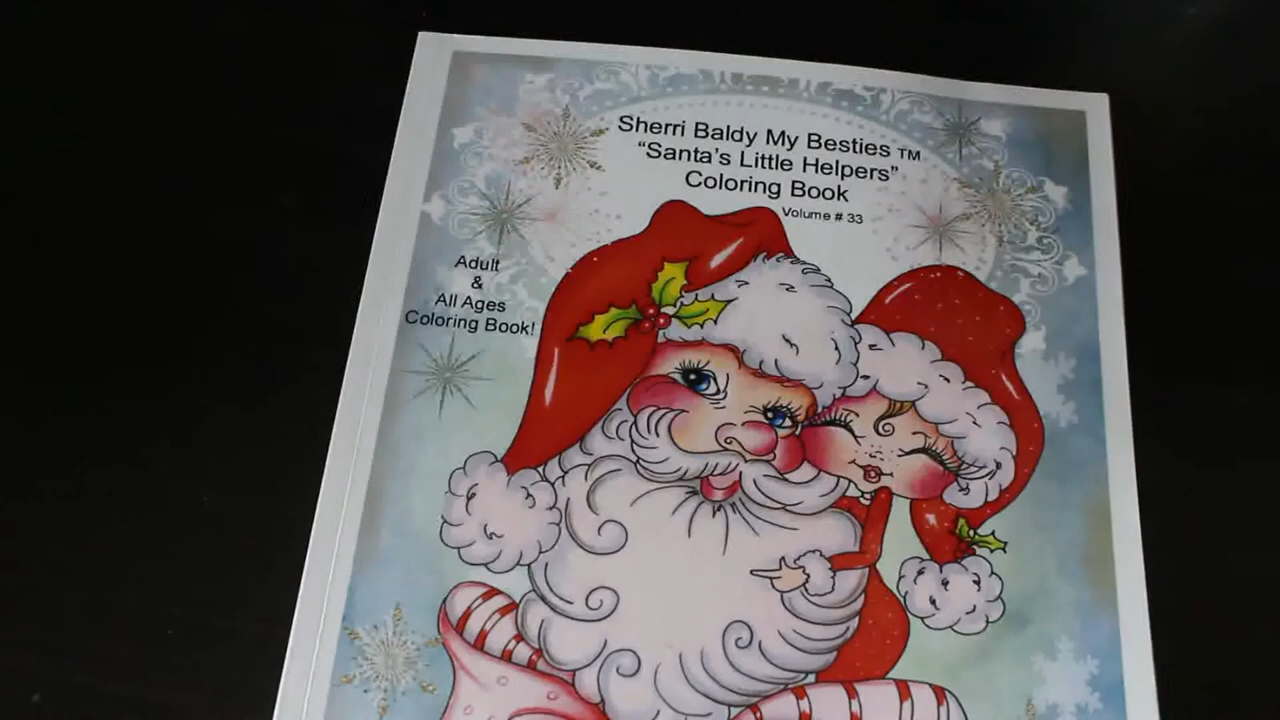 Sherri Baldy My Besties TM
"Santa's Little Helpers"
Coloring Book
Volume # 33
Adult
&
All Ages
Coloring Book!